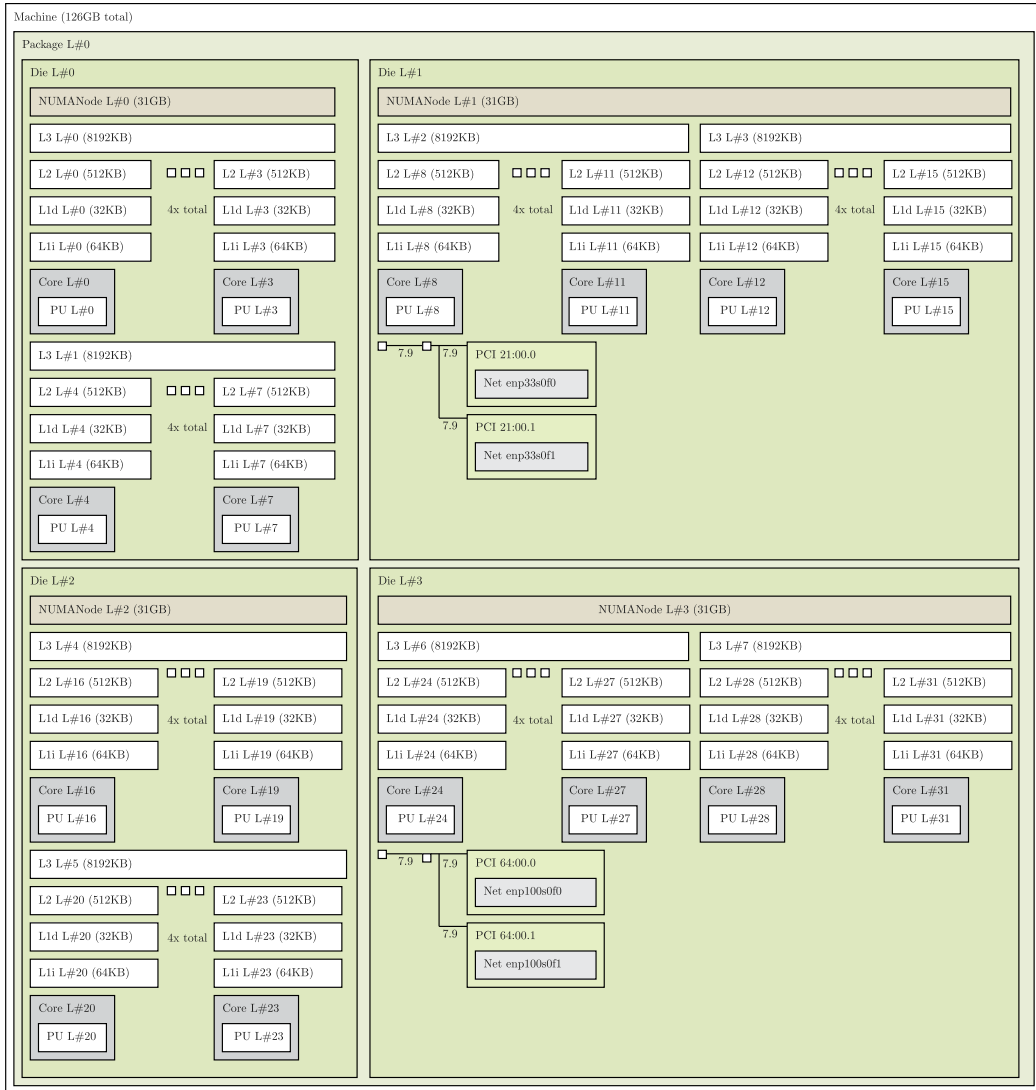 Machine (126GB total)
Package L#0
Die L#0
NUMANode L#0 (31GB)
L3 L#0 (8192KB)
L2 L#0 (512KB) L2 L#3 (512KB)
L1d L#0 (32KB) 4x total L1d L#3 (32KB)
L1i L#0 (64KB) L1i L#3 (64KB)
Core L#0 Core L#3
PU L#0 PU L#3
L3 L#1 (8192KB)
L2 L#4 (512KB) L2 L#7 (512KB)
L1d L#4 (32KB) 4x total L1d L#7 (32KB)
L1i L#4 (64KB) L1i L#7 (64KB)
Core L#4 Core L#7
PU L#4 PU L#7
Die L#1
NUMANode L#1 (31GB)
L3 L#2 (8192KB) L3 L#3 (8192KB)
L2 L#8 (512KB) L2 L#11 (512KB) L2 L#12 (512KB) L2 L#15 (512KB)
L1d L#8 (32KB) 4x total L1d L#11 (32KB) L1d L#12 (32KB) 4x total L1d L#15 (32KB)
L1i L#8 (64KB) L1i L#11 (64KB) L1i L#12 (64KB) L1i L#15 (64KB)
Core L#8 Core L#11 Core L#12 Core L#15
PU L#8 PU L#11 PU L#12 PU L#15
7.9 7.9 PCI 21:00.0
Net enp33s0f0
7.9 PCI 21:00.1
Net enp33s0f1
Die L#2
NUMANode L#2 (31GB)
L3 L#4 (8192KB)
L2 L#16 (512KB) L2 L#19 (512KB)
L1d L#16 (32KB) 4x total L1d L#19 (32KB)
L1i L#16 (64KB) L1i L#19 (64KB)
Core L#16 Core L#19
PU L#16 PU L#19
L3 L#5 (8192KB)
L2 L#20 (512KB) L2 L#23 (512KB)
L1d L#20 (32KB) 4x total L1d L#23 (32KB)
L1i L#20 (64KB) L1i L#23 (64KB)
Core L#20 Core L#23
PU L#20 PU L#23
Die L#3
NUMANode L#3 (31GB)
L3 L#6 (8192KB) L3 L#7 (8192KB)
L2 L#24 (512KB) L2 L#27 (512KB) L2 L#28 (512KB) L2 L#31 (512KB)
L1d L#24 (32KB) 4x total L1d L#27 (32KB) L1d L#28 (32KB) 4x total L1d L#31 (32KB)
L1i L#24 (64KB) L1i L#27 (64KB) L1i L#28 (64KB) L1i L#31 (64KB)
Core L#24 Core L#27 Core L#28 Core L#31
PU L#24 PU L#27 PU L#28 PU L#31
7.9 7.9 PCI 64:00.0
Net enp100s0f0
7.9 PCI 64:00.1
Net enp100s0f1